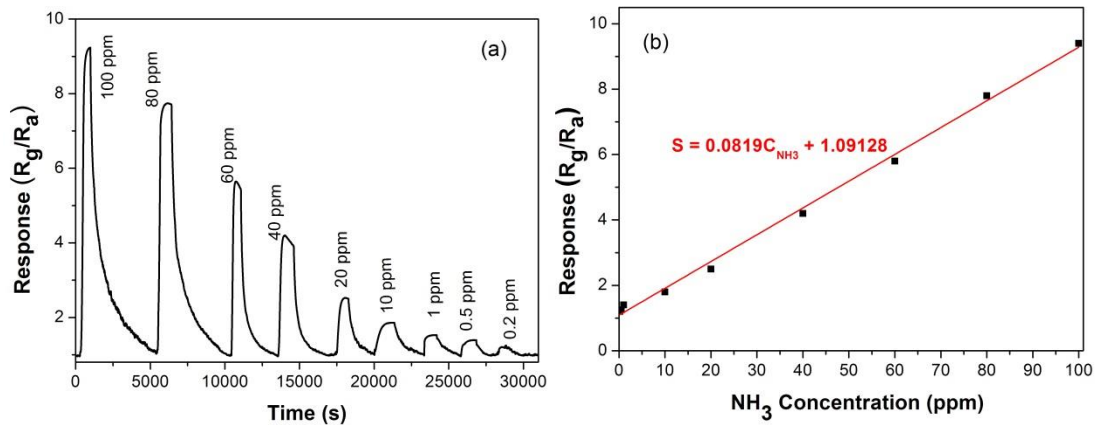 (a)
Response (Rg/Ra)
10
8
6
4
2
100 ppm
80 ppm
60 ppm
40 ppm
20 ppm
10 ppm
1 ppm
0.5 ppm
0.2 ppm
0 5000 10000 15000 20000 25000 30000
Time (s)
(b)
Response (Rg/Ra)
10
8
6
4
2
0
S = 0.0819CNH3 + 1.09128
0 10 20 30 40 50 60 70 80 90 100
NH3 Concentration (ppm)